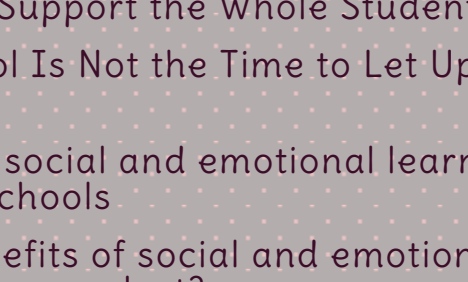 Support the Whole Student
ol Is Not the Time to Let Up
social and emotional learn
chools
efits of social and emotion